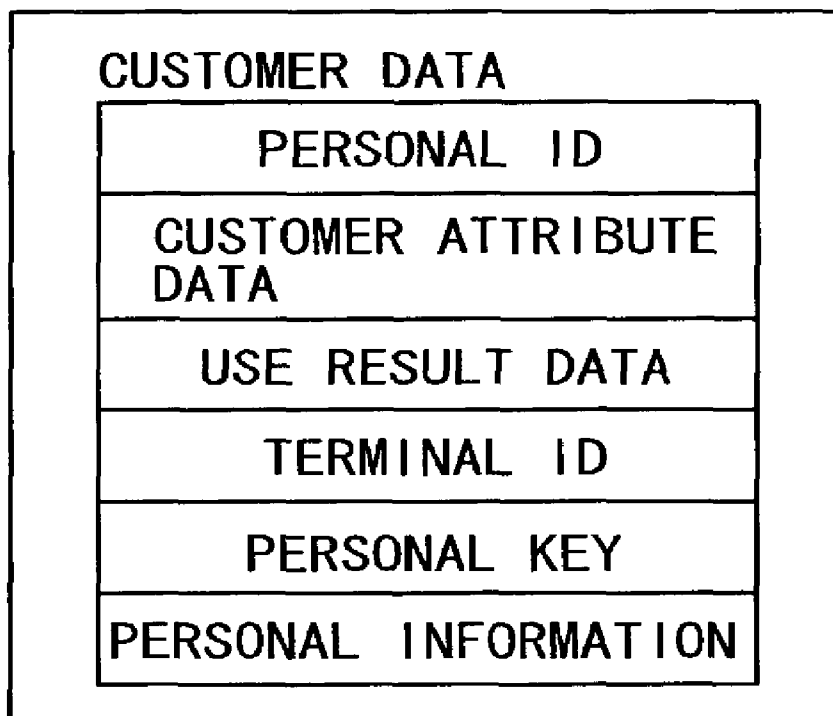 CUSTOMER DATA
PERSONAL ID
CUSTOMER ATTRIBUTE
DATA
USE RESULT DATA
TERMINAL ID
PERSONAL KEY
PERSONAL INFORMATION